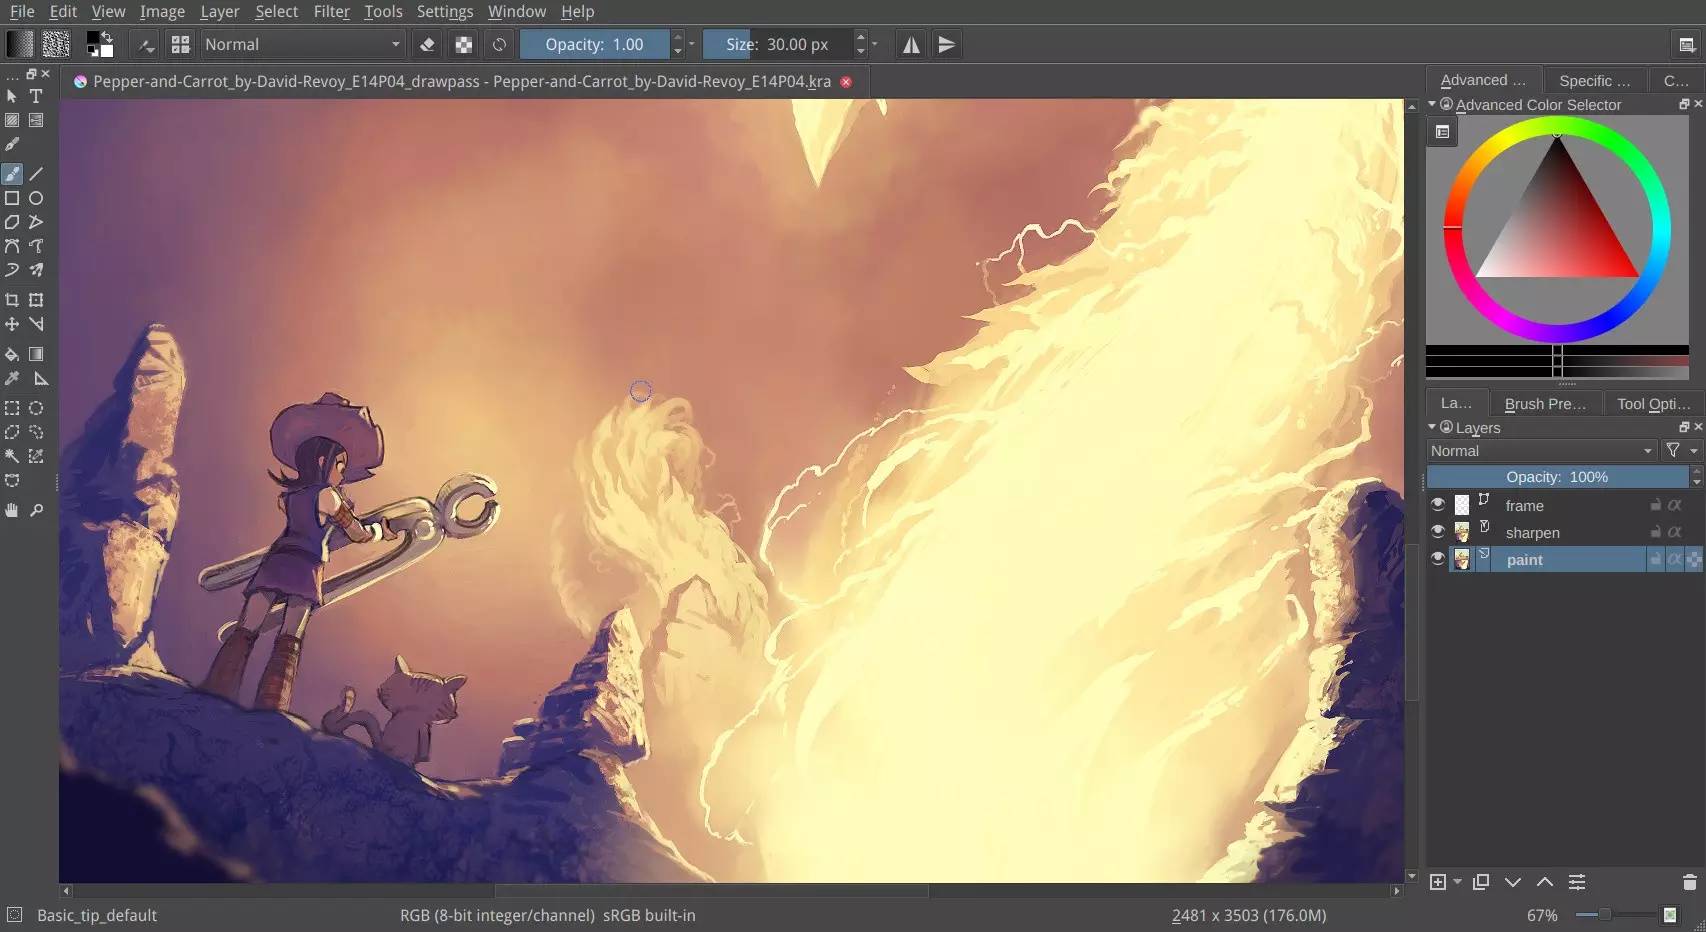 File Edit View Image Layer Select Filter Tools Settings Window Help
Normal Opacity: 1.00 Size: 30.00 px
Pepper-and-Carrot_by-David-Revoy_E14P04_drawpass - Pepper-and-Carrot_by-David-Revoy_E14P04.kra
Advanced ... Specific ... C...
Advanced Color Selector
La... Brush Pre... Tool Opti...
Layers
Normal
Opacity: 100%
frame
sharpen
paint
Basic_tip_default RGB (8-bit integer/channel) sRGB built-in 2481 x 3503 (176.0M) 67%